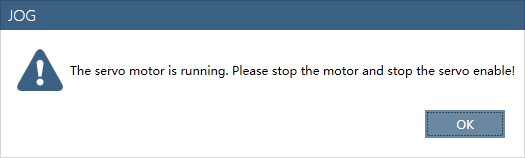 JOG
The servo motor is running. Please stop the motor and stop the servo enable!
OK